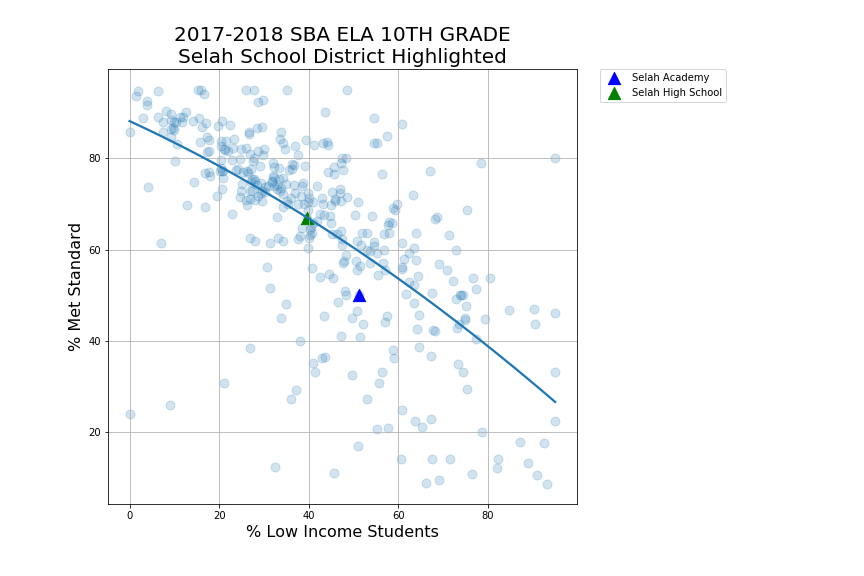 2017-2018 SBA ELA 10TH GRADE
Selah School District Highlighted
Selah Academy
Selah High School
% Met Standard
80
60
40
20
0 20 40 60 80
% Low Income Students